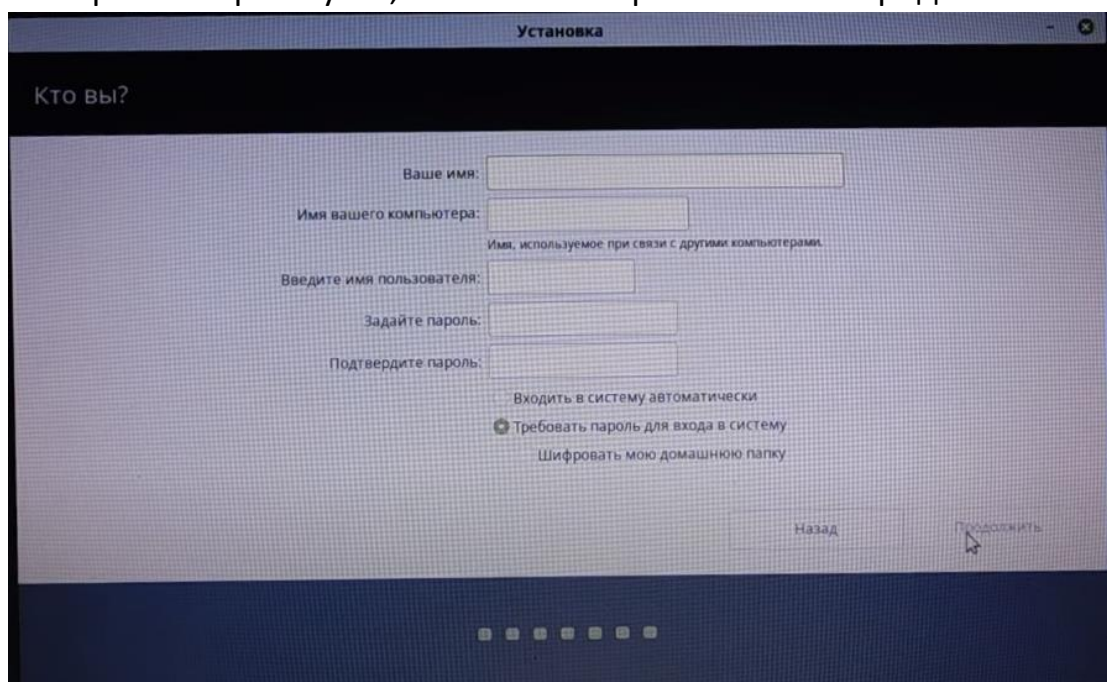 Установка
Кто вы?
Ваше имя:
Имя вашего компьютера:
Имя, используемое при связи с другими компьютерами.
Введите имя пользователя:
Задайте пароль:
Подтвердите пароль:
Входить в систему автоматически
Требовать пароль для входа в систему
Шифровать мою домашнюю папку
Назад
Продолжить